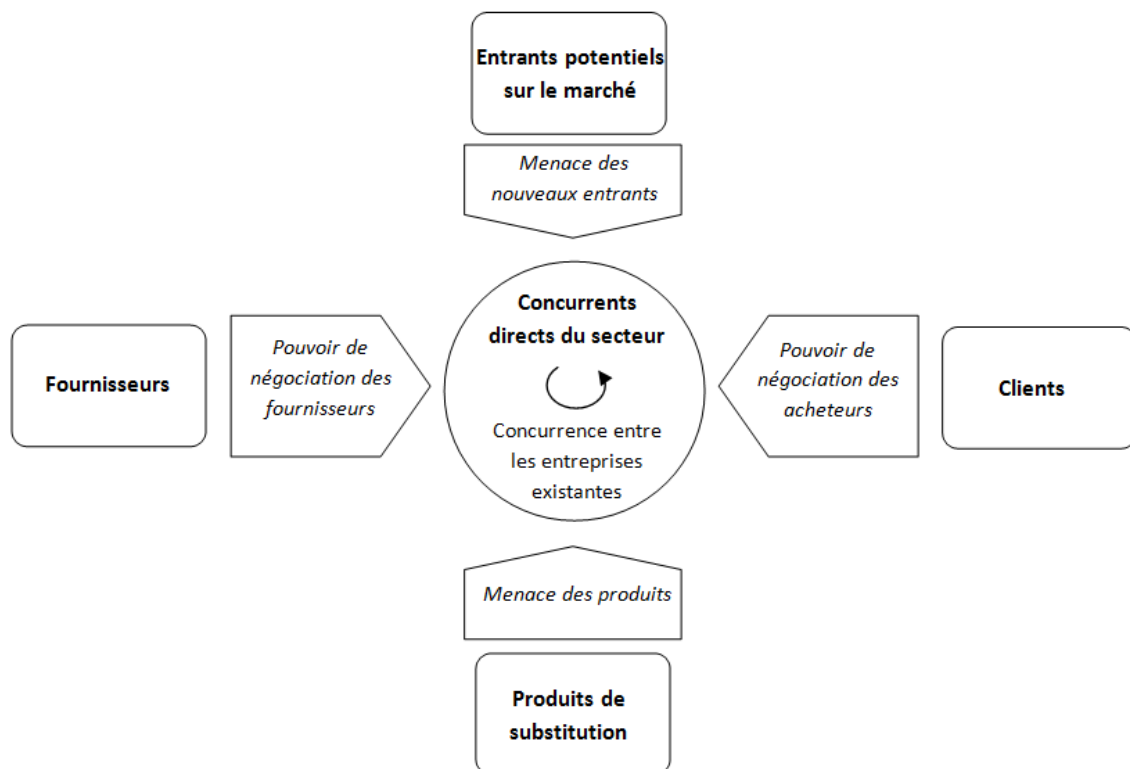 Entrants potentiels
sur le marché
Menace des
nouveaux entrants
Fournisseurs
Pouvoir de
négociation des
fournisseurs
Concurrents
directs du secteur
Concurrence entre
les entreprises
existantes
Pouvoir de
négociation des
acheteurs
Clients
Menace des produits
Produits de
substitution